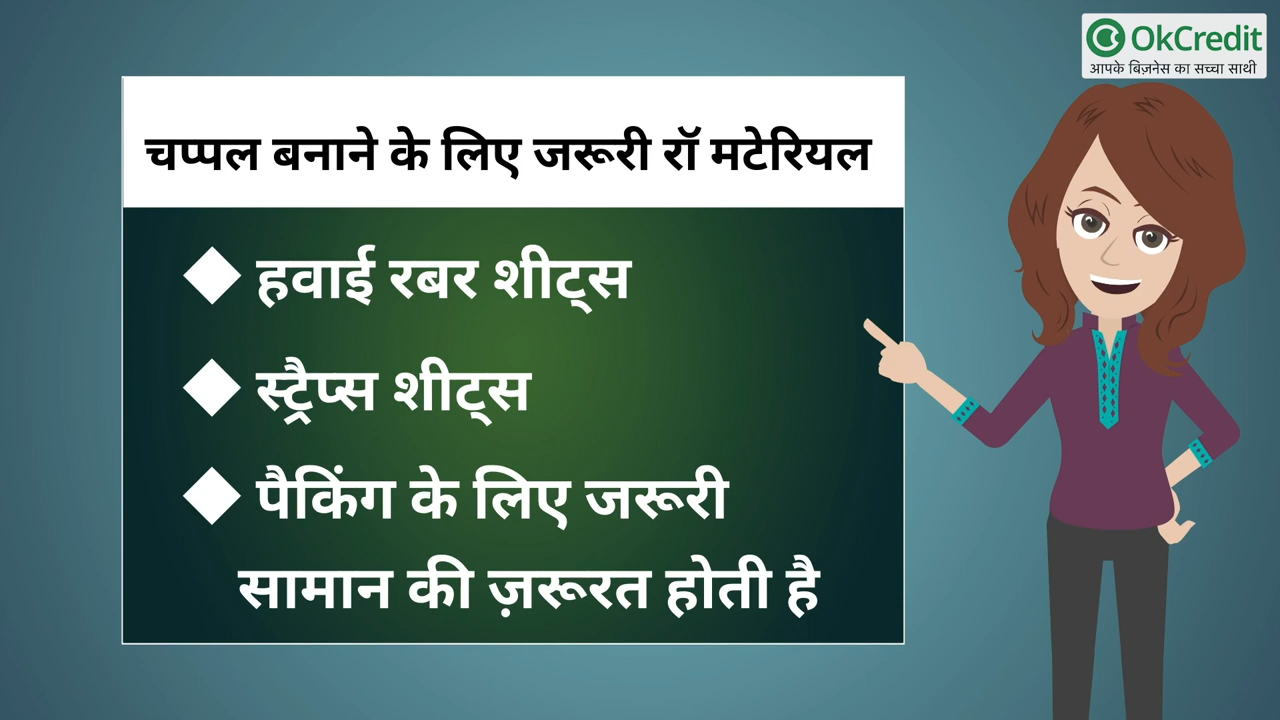 OkCredit
आपके बिज़नेस का सच्चा साथी
चप्पल बनाने के लिए जरूरी रॉ मटेरियल
हवाई रबर शीट्स
स्ट्रैप्स शीट्स
पैकिंग के लिए जरूरी
सामान की ज़रूरत होती है